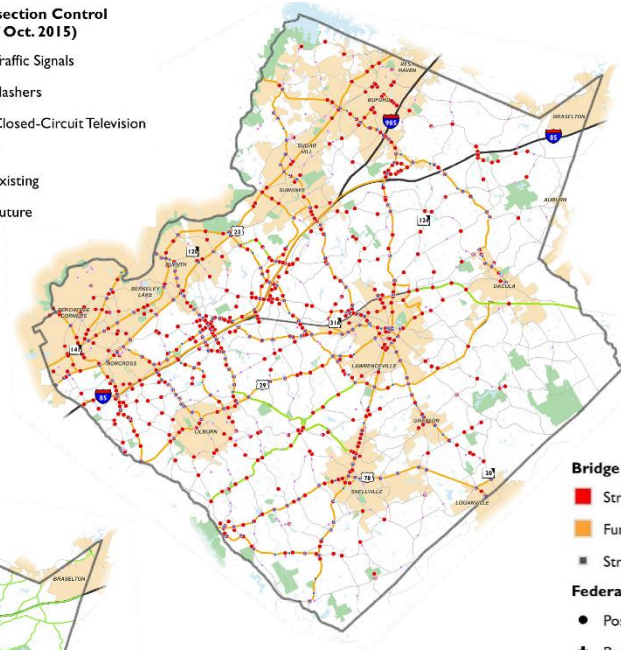 section Control
Oct. 2015)
raffic Signals
lashers
Closed-Circuit Television
xisting
uture
REST
HAVEN
BUFORD
985
BRASELTON
85
SUGAR
HILL
SUWANEE
AUBURN
124
23
120
DULUTH
BERKELEY
LAKE
DACULA
PEACHTREE
CORNERS
316
141
NORCROSS
LAWRENCEVILLE
29
85
LILBURN
GRAYSON
78
20
SNELLVILLE
LOGANVILLE
Bridge
Str
Fun
Str
Federa
Pos
BRASELTON